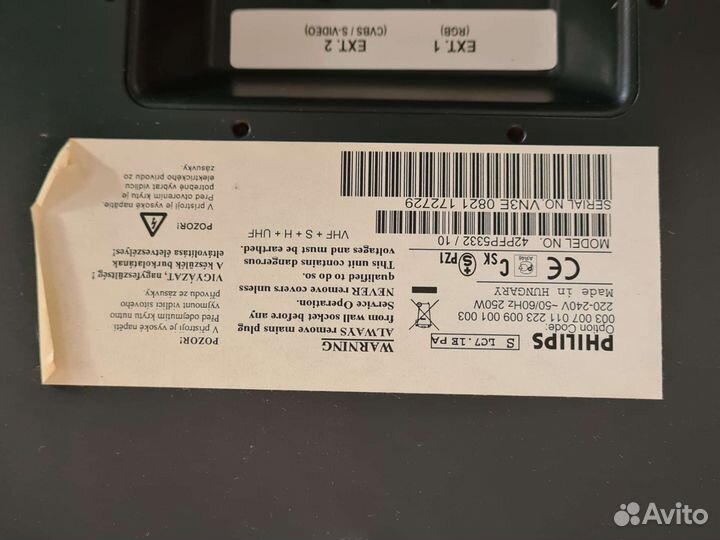 PHILIPS
S LC7.1E PA
Option Code:
003 007 011 223 009 001 003
220-240V ~50/60Hz 250W
Made in HUNGARY
CE
C SK
S PZ1
MODEL NO. 42PFP5332 / 10
SERIAL NO VN3E 0821 172729
WARNING
ALWAYS remove mains plug
from wall socket before any
Service Operation.
NEVER remove covers unless
qualified to do so.
This unit contains dangerous
voltages and must be earthed.
VHF + S + H + UHF
POZOR!
V přístroji je vysoké napětí.
Před odejmutím krytu nutno
vyjmout vidlici síťového
přívodu ze zásuvky.
VIGYÁZAT, nagyfeszültség !
A készülék burkolatának
eltávolítása életveszélyes!
POZOR!
V prístroji je vysoké napätie.
Pred otvorením krytu je
potrebné vybrať vidlicu
elektrického prívodu zo
zásuvky.
EXT. 1
(RGB)
EXT. 2
(CVBS / S-VIDEO)
Avito